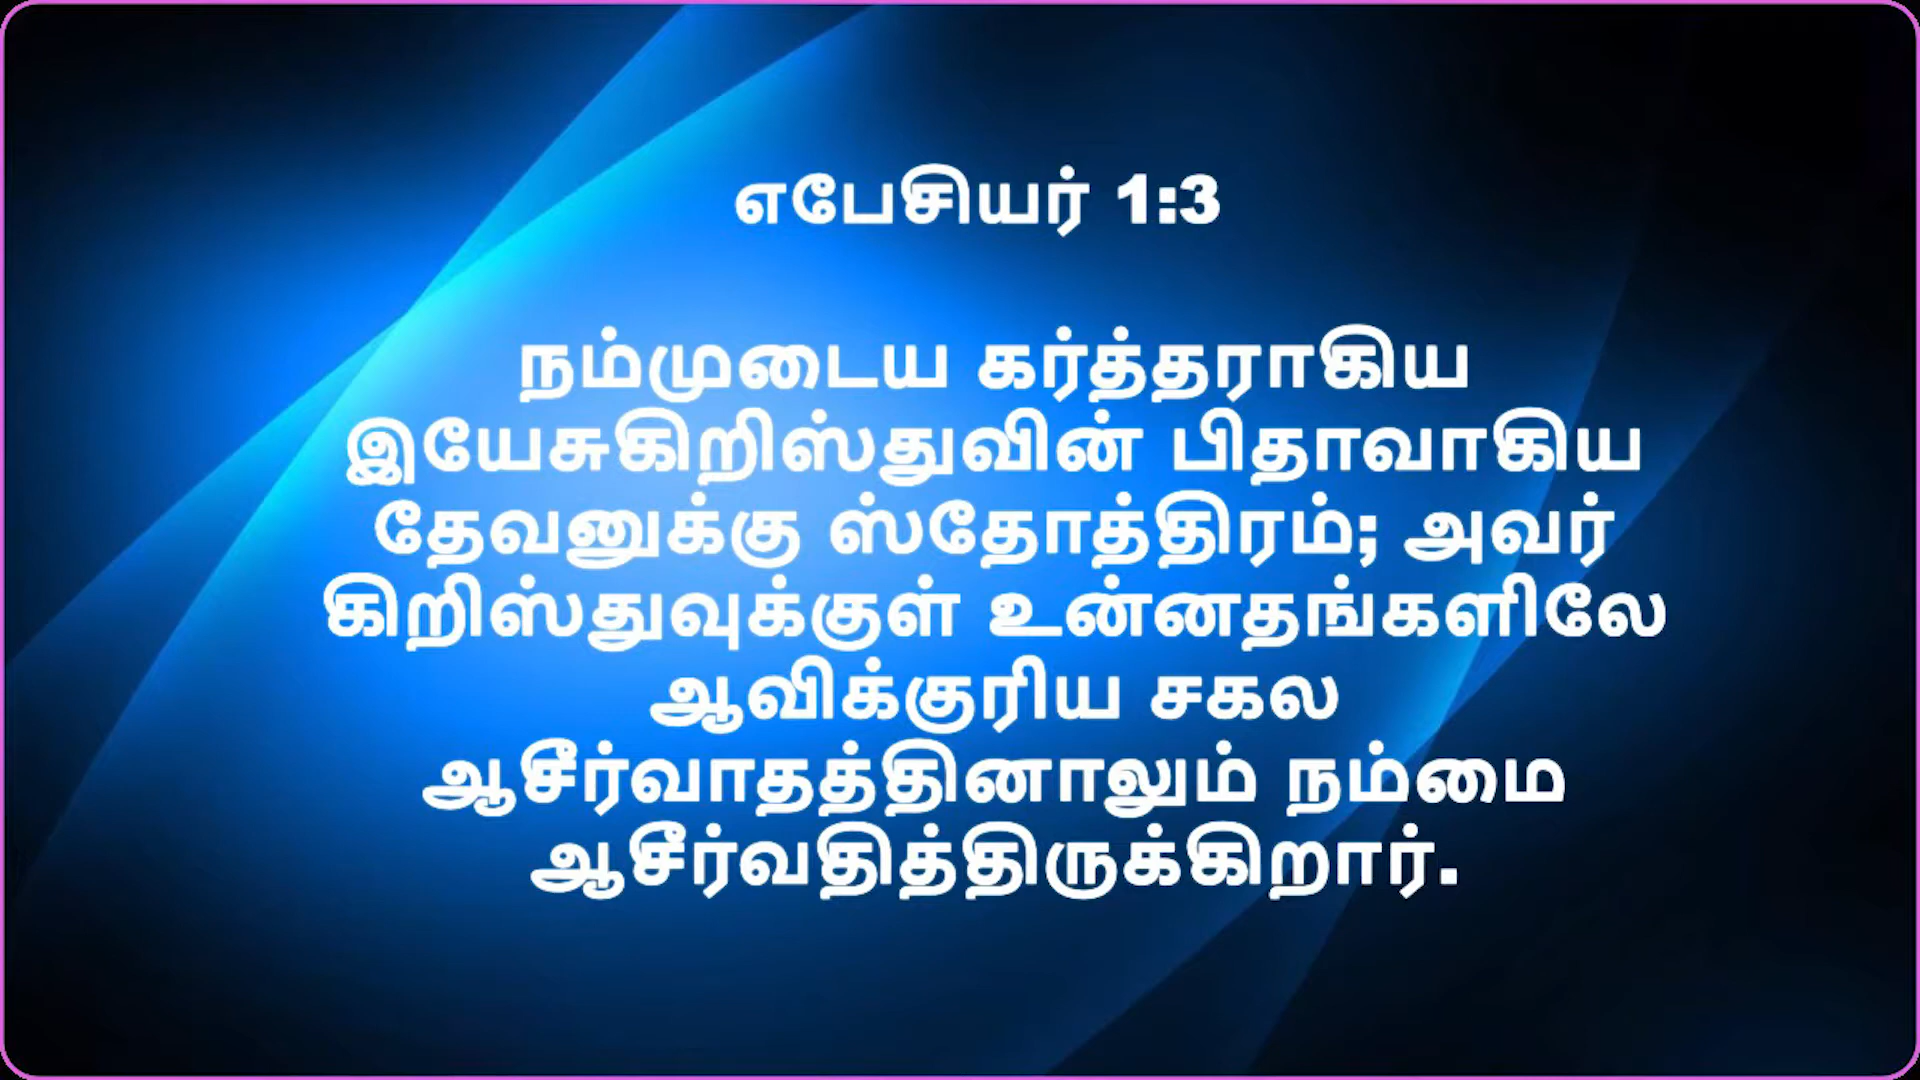 எபேசியர் 1:3
நம்முடைய கர்த்தராகிய
இயேசுகிறிஸ்துவின் பிதாவாகிய
தேவனுக்கு ஸ்தோத்திரம்; அவர்
கிறிஸ்துவுக்குள் உன்னதங்களிலே
ஆவிக்குரிய சகல
ஆசீர்வாதத்தினாலும் நம்மை
ஆசீர்வதித்திருக்கிறார்.